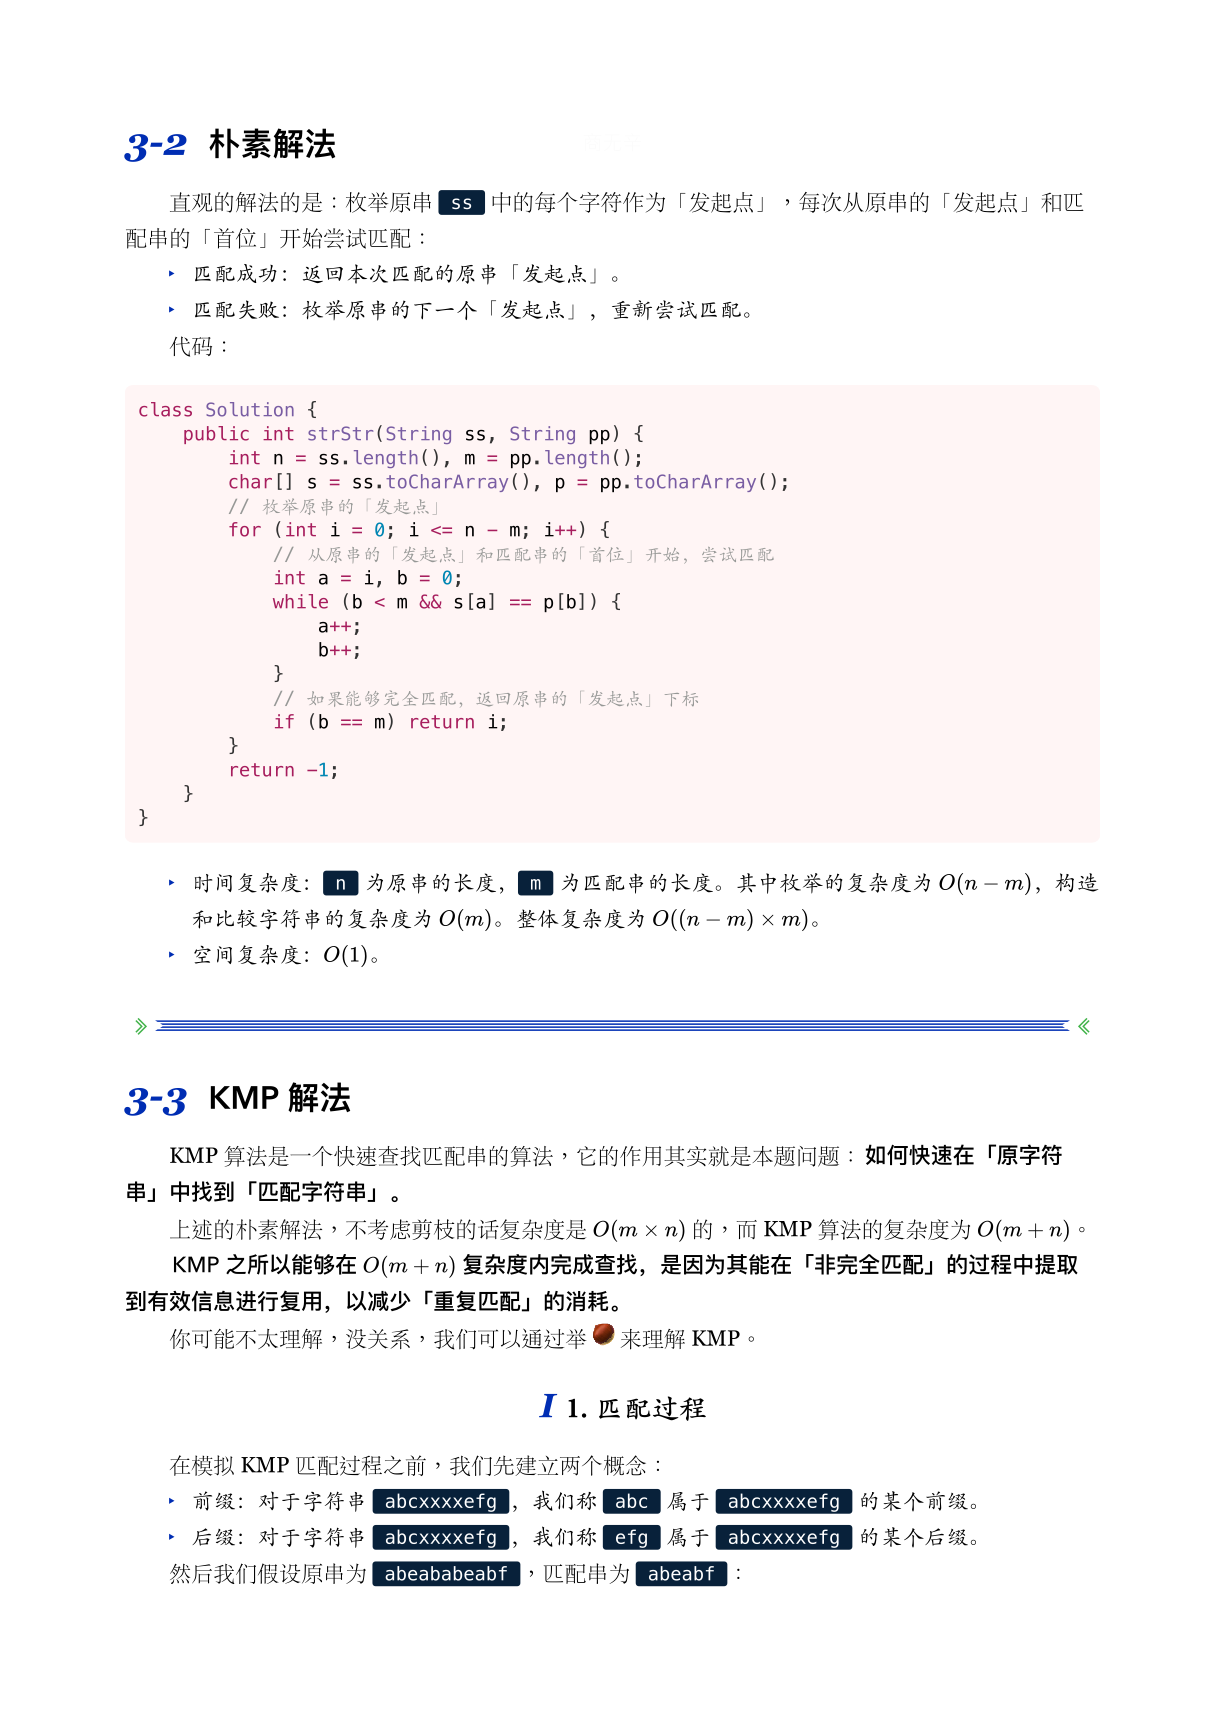 3-2 朴素解法
直观的解法的是：枚举原串 ss 中的每个字符作为「发起点」，每次从原串的「发起点」和匹
配串的「首位」开始尝试匹配：
‣ 匹配成功：返回本次匹配的原串「发起点」。
‣ 匹配失败：枚举原串的下一个「发起点」，重新尝试匹配。
代码：
class Solution {
    public int strStr(String ss, String pp) {
        int n = ss.length(), m = pp.length();
        char[] s = ss.toCharArray(), p = pp.toCharArray();
        // 枚举原串的「发起点」
        for (int i = 0; i <= n - m; i++) {
            // 从原串的「发起点」和匹配串的「首位」开始，尝试匹配
            int a = i, b = 0;
            while (b < m && s[a] == p[b]) {
                a++;
                b++;
            }
            // 如果能够完全匹配，返回原串的「发起点」下标
            if (b == m) return i;
        }
        return -1;
    }
}
‣ 时间复杂度：n 为原串的长度，m 为匹配串的长度。其中枚举的复杂度为 O(n − m)，构造
和比较字符串的复杂度为 O(m)。整体复杂度为 O((n − m) × m)。
‣ 空间复杂度：O(1)。
3-3 KMP 解法
KMP 算法是一个快速查找匹配串的算法，它的作用其实就是本题问题：如何快速在「原字符
串」中找到「匹配字符串」。
上述的朴素解法，不考虑剪枝的话复杂度是 O(m × n) 的，而 KMP 算法的复杂度为 O(m + n)。
KMP 之所以能够在 O(m + n) 复杂度内完成查找，是因为其能在「非完全匹配」的过程中提取
到有效信息进行复用，以减少「重复匹配」的消耗。
你可能不太理解，没关系，我们可以通过举 🌰 来理解 KMP。
I 1. 匹配过程
在模拟 KMP 匹配过程之前，我们先建立两个概念：
‣ 前缀：对于字符串 abcxxxxefg，我们称 abc 属于 abcxxxxefg 的某个前缀。
‣ 后缀：对于字符串 abcxxxxefg，我们称 efg 属于 abcxxxxefg 的某个后缀。
然后我们假设原串为 abeababeabf，匹配串为 abeabf：